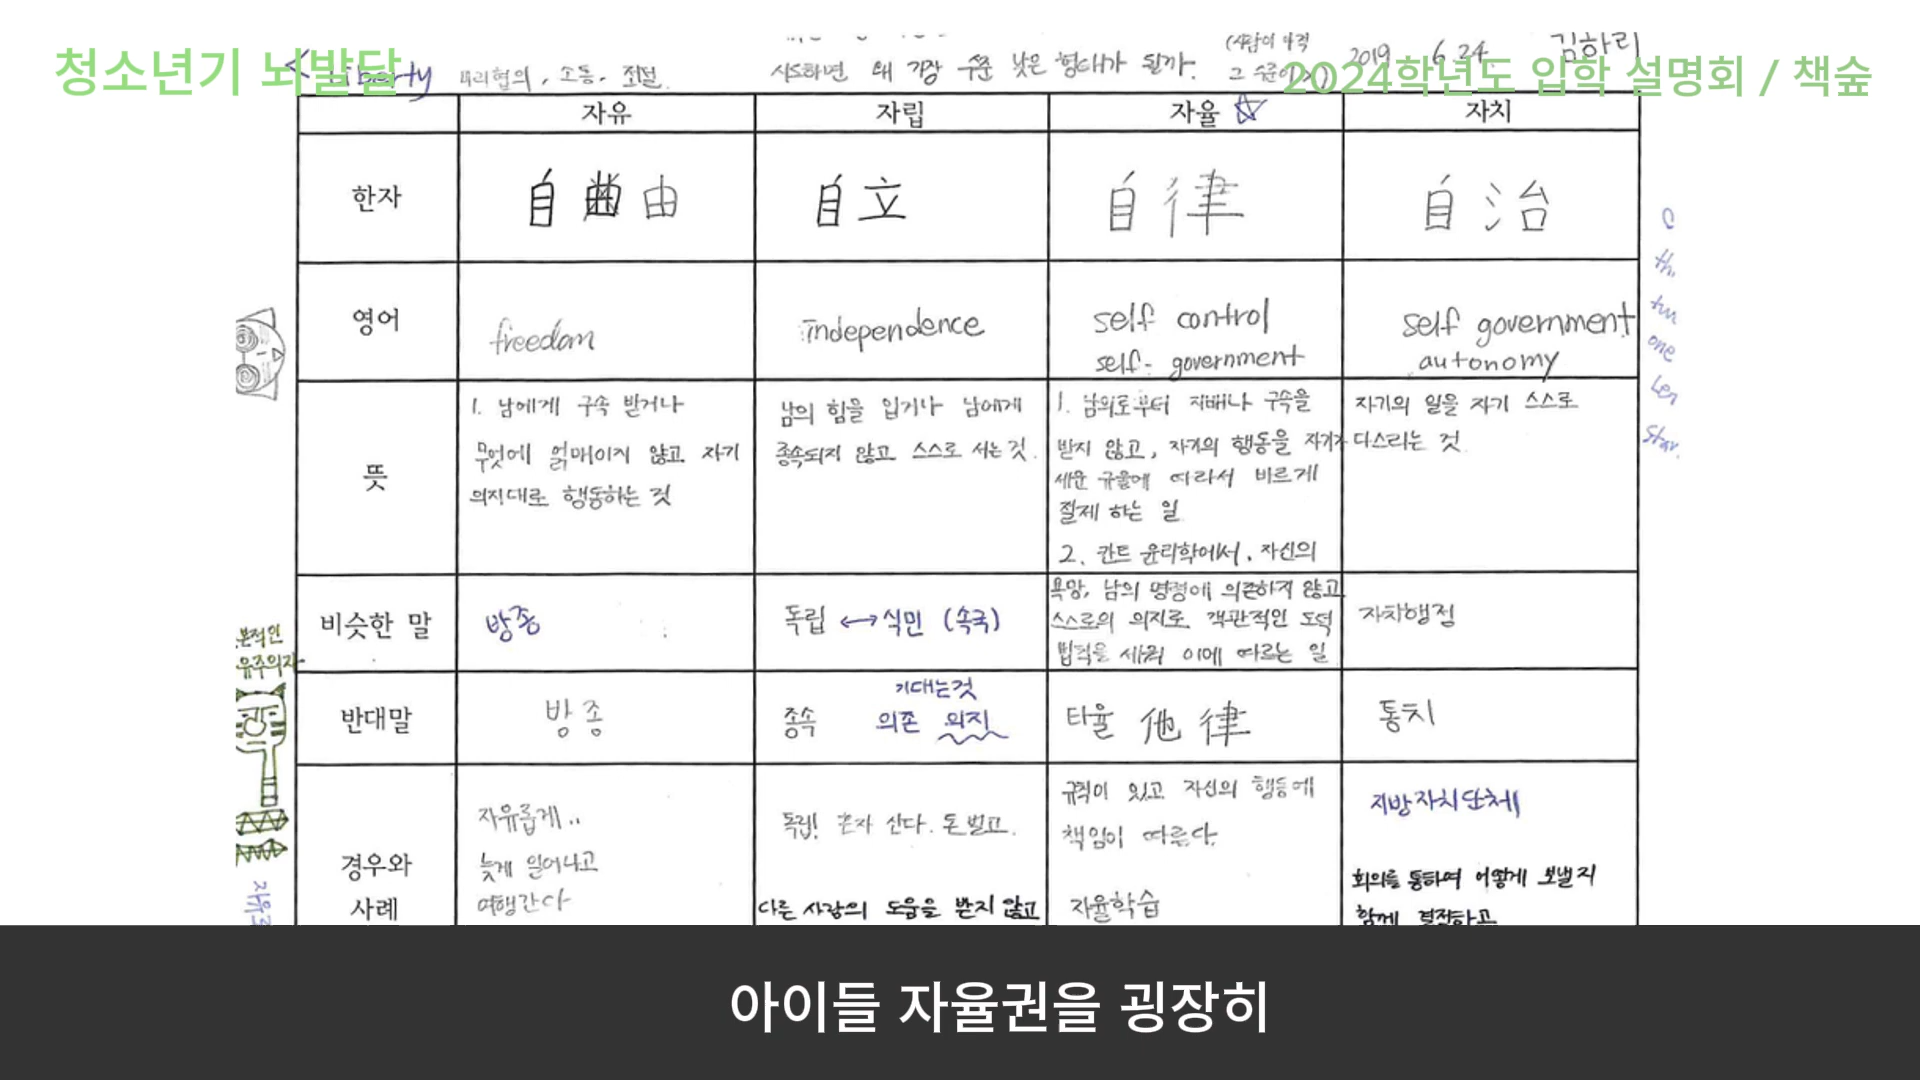 청소년기 뇌발달
2024학년도 입학 설명회 / 책숲
liberty
소통, 조절.
왜 가장 수준 낮은 형태가 될까.
2019. 6. 24. 김하리
자유 자립 자율 ☆ 자치
한자 自 由 自立 自律 自治
영어 freedom independence self control self government
self- government autonomy
뜻
1. 남에게 구속 받거나
무엇에 얽매이지 않고 자기
의지대로 행동하는 것
남의 힘을 입거나 남에게
종속되지 않고 스스로 서는 것.
1. 남의로부터 지배나 구속을
받지 않고, 자기의 행동을 자기가
세운 규율에 따라서 바르게
절제 하는 일
2. 칸트 윤리학에서, 자신의
욕망, 남의 명령에 의존하지 않고
스스로의 의지로 객관적인 도덕
법칙을 세워 이에 따르는 일
자기의 일을 자기 스스로
다스리는 것.
비슷한 말 방종 독립 ↔ 식민 (속국) 자치행정
반대말 방종 종속 기대는것
의존 의지 타율 他律 통치
경우와
사례
자유롭게..
늦게 일어나고
여행간다
독립! 혼자 산다. 돈벌고.
다른 사람의 도움을 받지 않고
규칙이 있고 자신의 행동에
책임이 따른다.
자율학습
지방자치단체
회의를 통하여 어떻게 보낼지
함께 결정하고
one
Star.
아이들 자율권을 굉장히